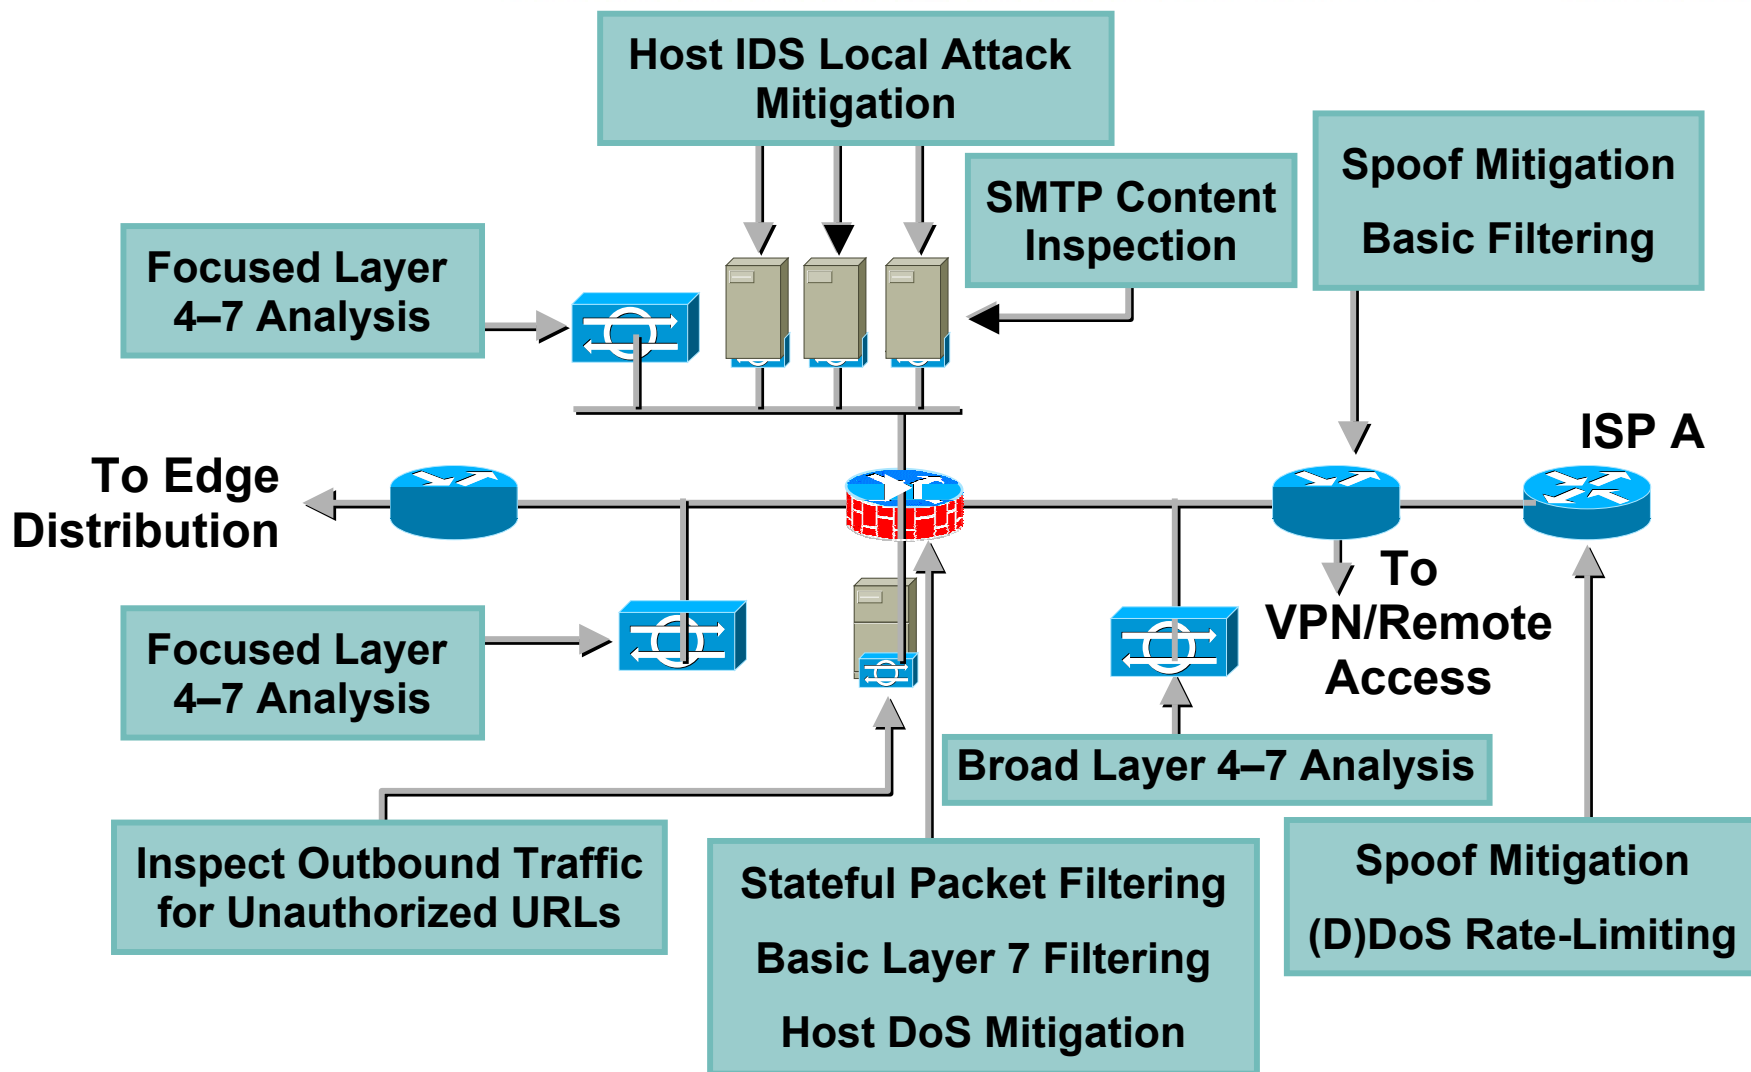 Host IDS Local Attack
Mitigation
Spoof Mitigation
Basic Filtering
SMTP Content
Inspection
Focused Layer
4–7 Analysis
ISP A
To Edge
Distribution
To
VPN/Remote
Access
Focused Layer
4–7 Analysis
Broad Layer 4–7 Analysis
Inspect Outbound Traffic
for Unauthorized URLs
Stateful Packet Filtering
Basic Layer 7 Filtering
Host DoS Mitigation
Spoof Mitigation
(D)DoS Rate-Limiting